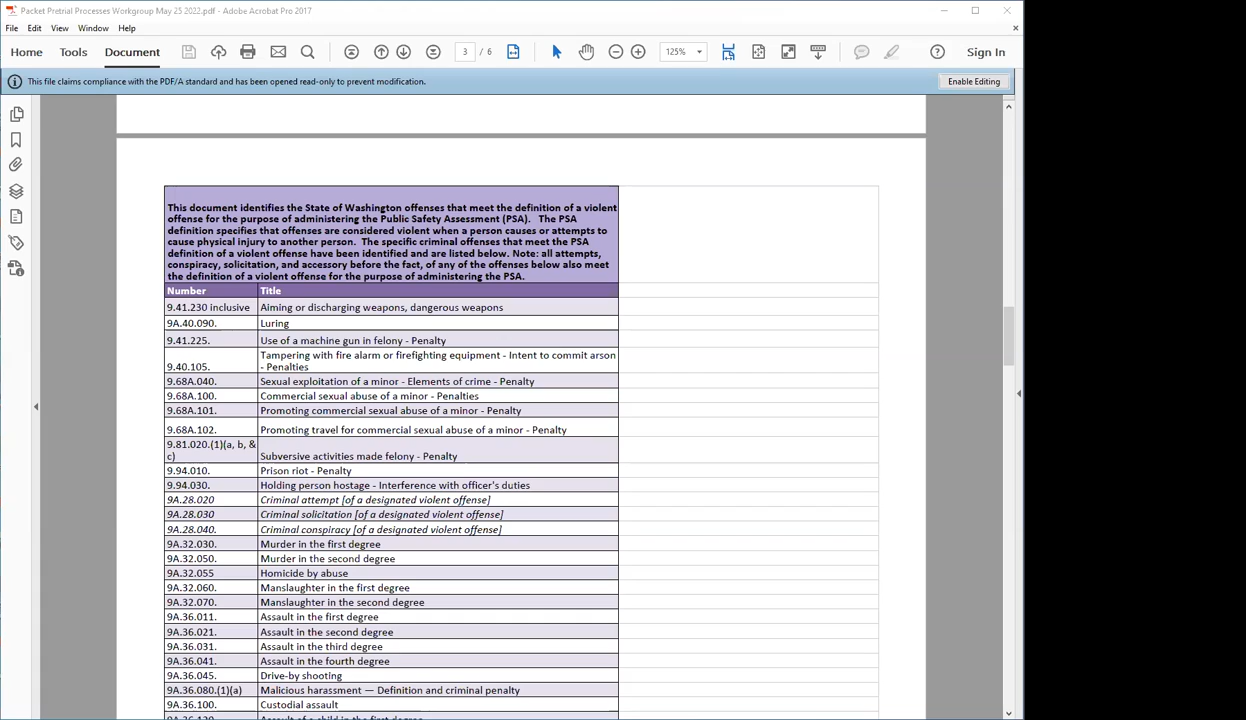 Packet Pretrial Processes Workgroup May 25 2022.pdf - Adobe Acrobat Pro 2017
File Edit View Window Help
Home Tools Document 3 / 6 125% Sign In
This file claims compliance with the PDF/A standard and has been opened read-only to prevent modification. Enable Editing
This document identifies the State of Washington offenses that meet the definition of a violent
offense for the purpose of administering the Public Safety Assessment (PSA). The PSA
definition specifies that offenses are considered violent when a person causes or attempts to
cause physical injury to another person. The specific criminal offenses that meet the PSA
definition of a violent offense have been identified and are listed below. Note: all attempts,
conspiracy, solicitation, and accessory before the fact, of any of the offenses below also meet
the definition of a violent offense for the purpose of administering the PSA.
Number Title
9.41.230 inclusive Aiming or discharging weapons, dangerous weapons
9A.40.090. Luring
9.41.225. Use of a machine gun in felony - Penalty
Tampering with fire alarm or firefighting equipment - Intent to commit arson
9.40.105. - Penalties
9.68A.040. Sexual exploitation of a minor - Elements of crime - Penalty
9.68A.100. Commercial sexual abuse of a minor - Penalties
9.68A.101. Promoting commercial sexual abuse of a minor - Penalty
9.68A.102. Promoting travel for commercial sexual abuse of a minor - Penalty
9.81.020.(1)(a, b, &
c) Subversive activities made felony - Penalty
9.94.010. Prison riot - Penalty
9.94.030. Holding person hostage - Interference with officer's duties
9A.28.020 Criminal attempt [of a designated violent offense]
9A.28.030 Criminal solicitation [of a designated violent offense]
9A.28.040. Criminal conspiracy [of a designated violent offense]
9A.32.030. Murder in the first degree
9A.32.050. Murder in the second degree
9A.32.055 Homicide by abuse
9A.32.060. Manslaughter in the first degree
9A.32.070. Manslaughter in the second degree
9A.36.011. Assault in the first degree
9A.36.021. Assault in the second degree
9A.36.031. Assault in the third degree
9A.36.041. Assault in the fourth degree
9A.36.045. Drive-by shooting
9A.36.080.(1)(a) Malicious harassment — Definition and criminal penalty
9A.36.100. Custodial assault
9A.36.120. Assault of a child in the first degree